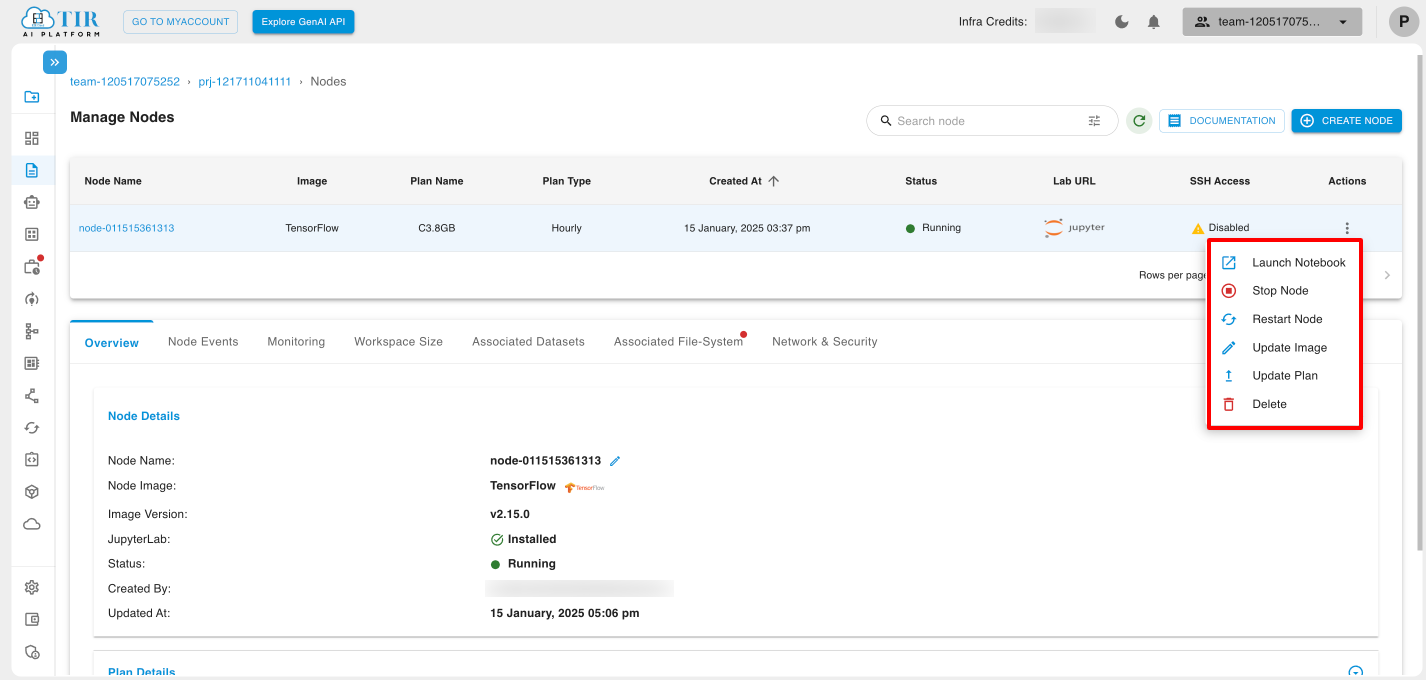 TIR
AI PLATFORM
GO TO MYACCOUNT
Explore GenAI API
Infra Credits:
team-120517075...
P
team-120517075252 › prj-121711041111 › Nodes
Manage Nodes
Search node
DOCUMENTATION
CREATE NODE
Node Name Image Plan Name Plan Type Created At Status Lab URL SSH Access Actions
node-011515361313 TensorFlow C3.8GB Hourly 15 January, 2025 03:37 pm Running jupyter Disabled
Rows per page
Launch Notebook
Stop Node
Restart Node
Update Image
Update Plan
Delete
Overview Node Events Monitoring Workspace Size Associated Datasets Associated File-System Network & Security
Node Details
Node Name: node-011515361313
Node Image: TensorFlow TensorFlow
Image Version: v2.15.0
JupyterLab: Installed
Status: Running
Created By:
Updated At: 15 January, 2025 05:06 pm
Plan Details